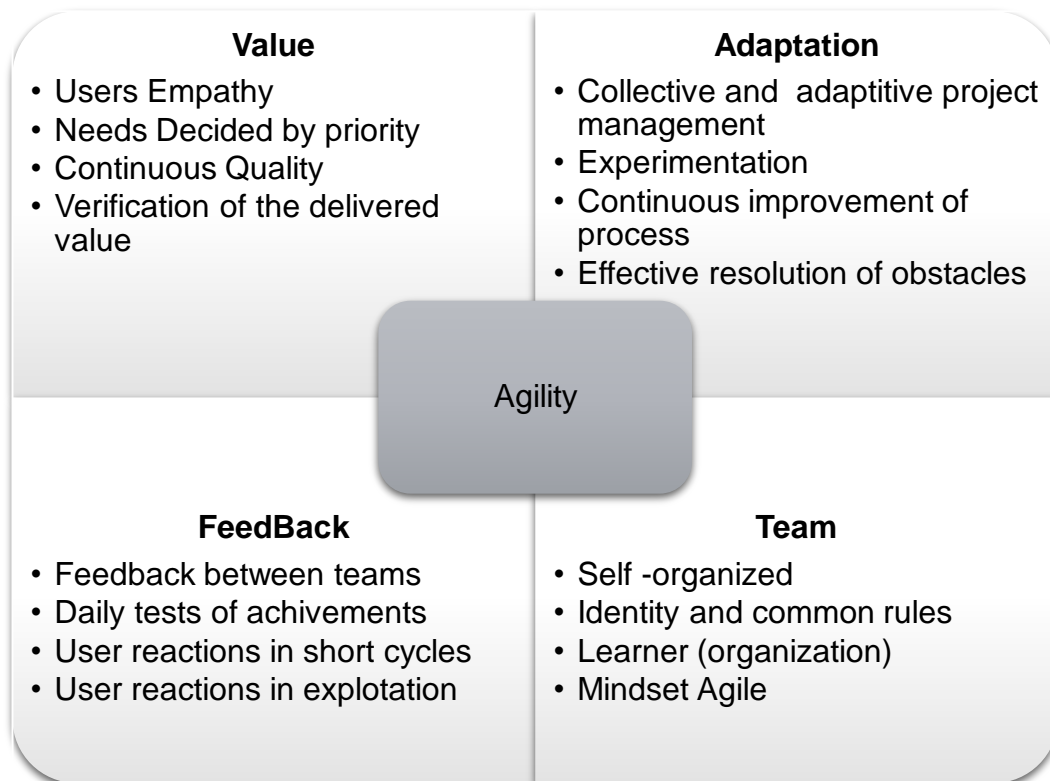 Value
• Users Empathy
• Needs Decided by priority
• Continuous Quality
• Verification of the delivered
value
Adaptation
• Collective and  adaptitive project
management
• Experimentation
• Continuous improvement of
process
• Effective resolution of obstacles
Agility
FeedBack
• Feedback between teams
• Daily tests of achivements
• User reactions in short cycles
• User reactions in explotation
Team
• Self -organized
• Identity and common rules
• Learner (organization)
• Mindset Agile